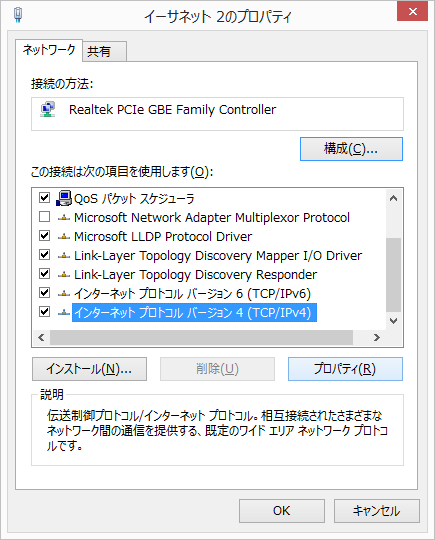 イーサネット 2のプロパティ
ネットワーク 共有
接続の方法:
Realtek PCIe GBE Family Controller
構成(C)...
この接続は次の項目を使用します(O):
QoS パケット スケジューラ
Microsoft Network Adapter Multiplexor Protocol
Microsoft LLDP Protocol Driver
Link-Layer Topology Discovery Mapper I/O Driver
Link-Layer Topology Discovery Responder
インターネット プロトコル バージョン 6 (TCP/IPv6)
インターネット プロトコル バージョン 4 (TCP/IPv4)
インストール(N)... 削除(U) プロパティ(R)
説明
伝送制御プロトコル/インターネット プロトコル。相互接続されたさまざまな
ネットワーク間の通信を提供する、既定のワイド エリア ネットワーク プロトコ
ルです。
OK キャンセル